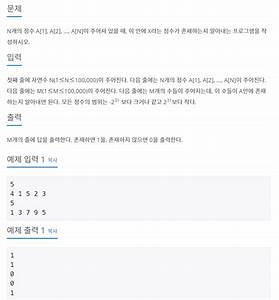 문제
N개의 정수 A[1], A[2], …, A[N]이 주어져 있을 때, 이 안에 X라는 정수가 존재하는지 알아내는 프로그램을 작
성하시오.
입력
첫째 줄에 자연수 N(1≤N≤100,000)이 주어진다. 다음 줄에는 N개의 정수 A[1], A[2], …, A[N]이 주어진다.
다음 줄에는 M(1≤M≤100,000)이 주어진다. 다음 줄에는 M개의 수들이 주어지는데, 이 수들이 A안에 존재
하는지 알아내면 된다. 모든 정수의 범위는 -2³¹ 보다 크거나 같고 2³¹보다 작다.
출력
M개의 줄에 답을 출력한다. 존재하면 1을, 존재하지 않으면 0을 출력한다.
예제 입력 1 복사
5
4 1 5 2 3
5
1 3 7 9 5
예제 출력 1 복사
1
1
0
0
1